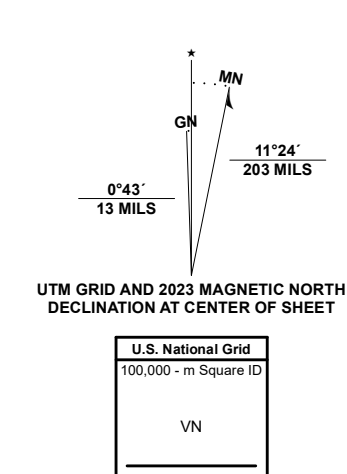 MN
GN
11°24´
203 MILS
0°43´
13 MILS
UTM GRID AND 2023 MAGNETIC NORTH
DECLINATION AT CENTER OF SHEET
U.S. National Grid
100,000 - m Square ID
VN